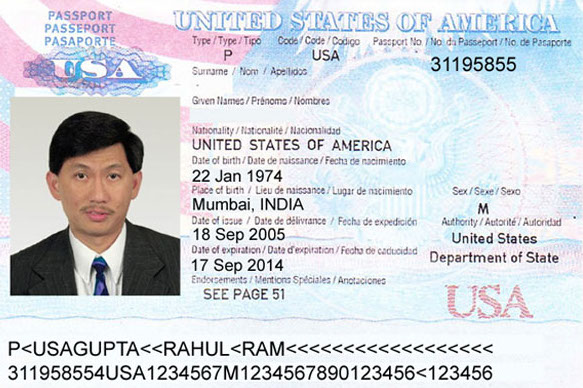 PASSPORT
PASSEPORT
PASAPORTE
USA
UNITED STATES OF AMERICA
Type / Type / Tipo Code / Code / Codigo Passport No. / No. du Passeport / No. de Pasaporte
P USA 31195855
Surname / Nom / Apellidos
Given Names / Prénoms / Nombres
Nationality / Nationalité / Nacionalidad
UNITED STATES OF AMERICA
Date of birth / Date de naissance / Fecha de nacimiento
22 Jan 1974
Place of birth / Lieu de naissance / Lugar de nacimiento Sex / Sexe / Sexo
Mumbai, INDIA M
Date of issue / Date de délivrance / Fecha de expedición Authority / Autorité / Autoridad
18 Sep 2005 United States
Date of expiration / Date d'expiration / Fecha de caducidad Department of State
17 Sep 2014
Endorsements / Mentions Spéciales / Anotaciones
SEE PAGE 51
USA
P<USAGUPTA<<RAHUL<RAM<<<<<<<<<<<<<<<<<<
311958554USA1234567M1234567890123456<123456